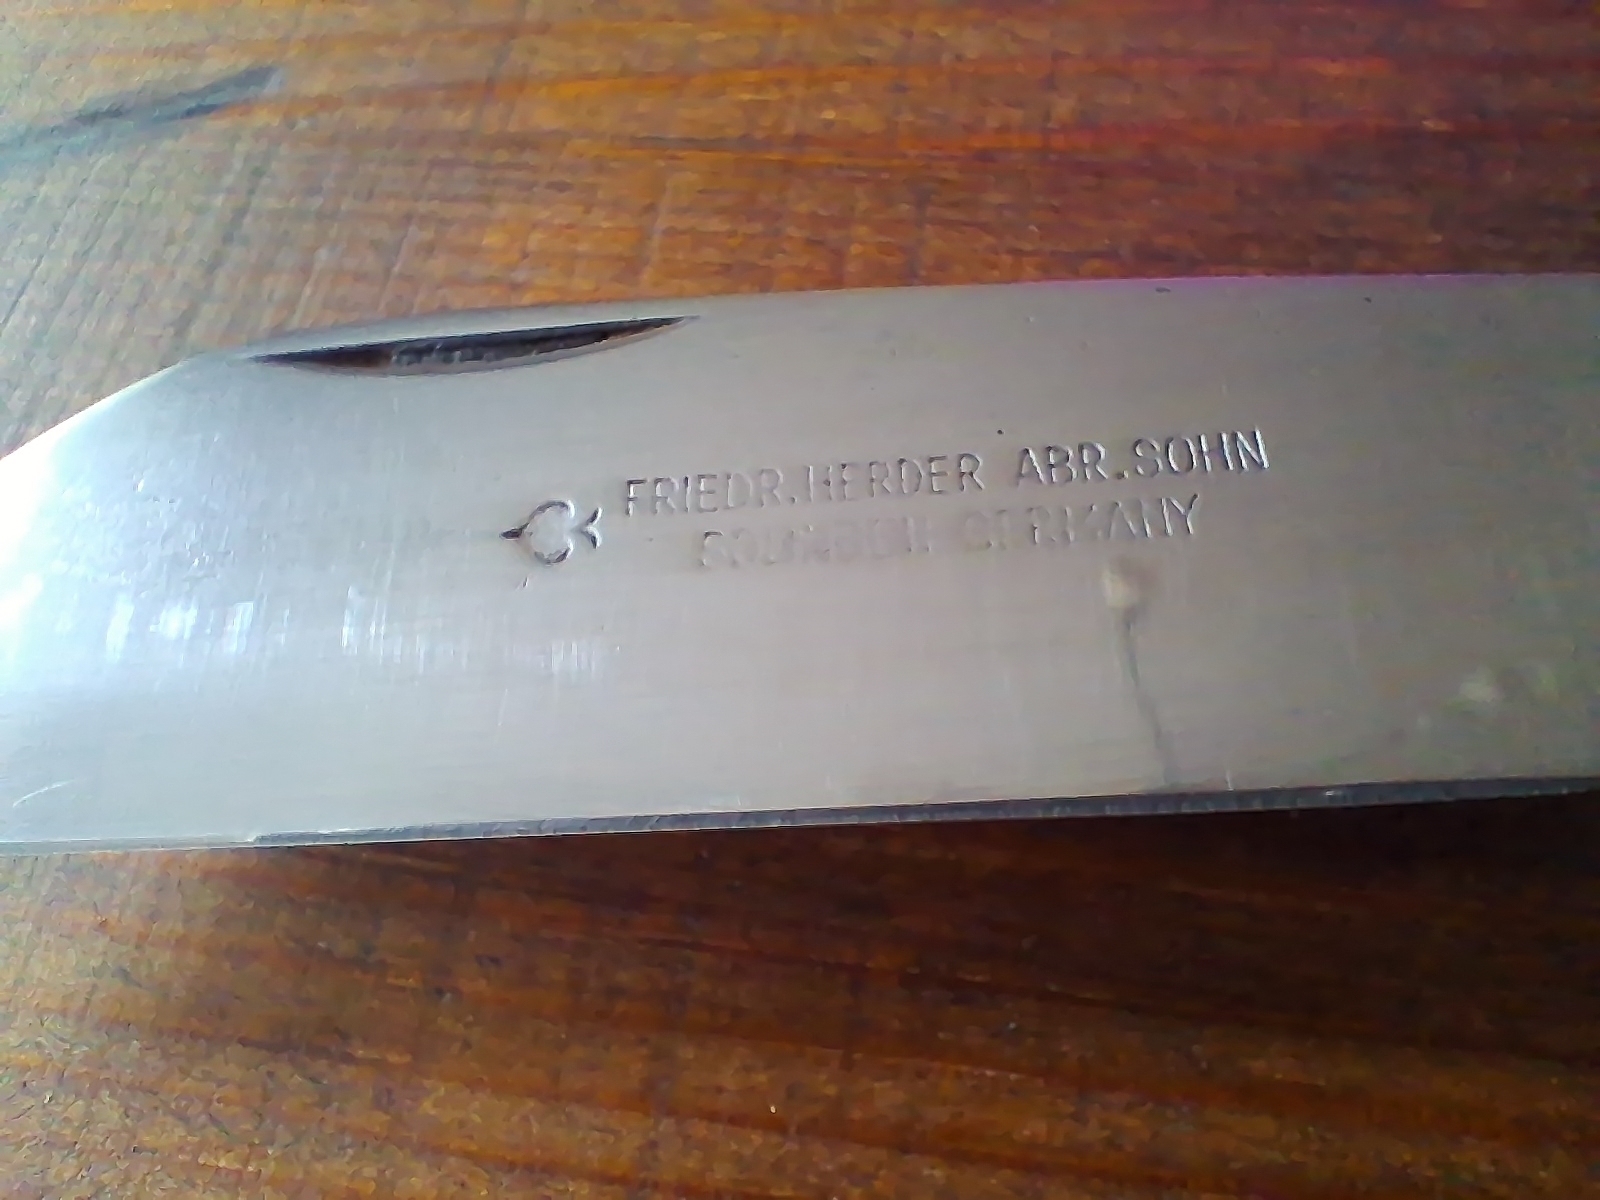 FRIEDR.HERDER ABR.SOHN
SOLINGEN GERMANY